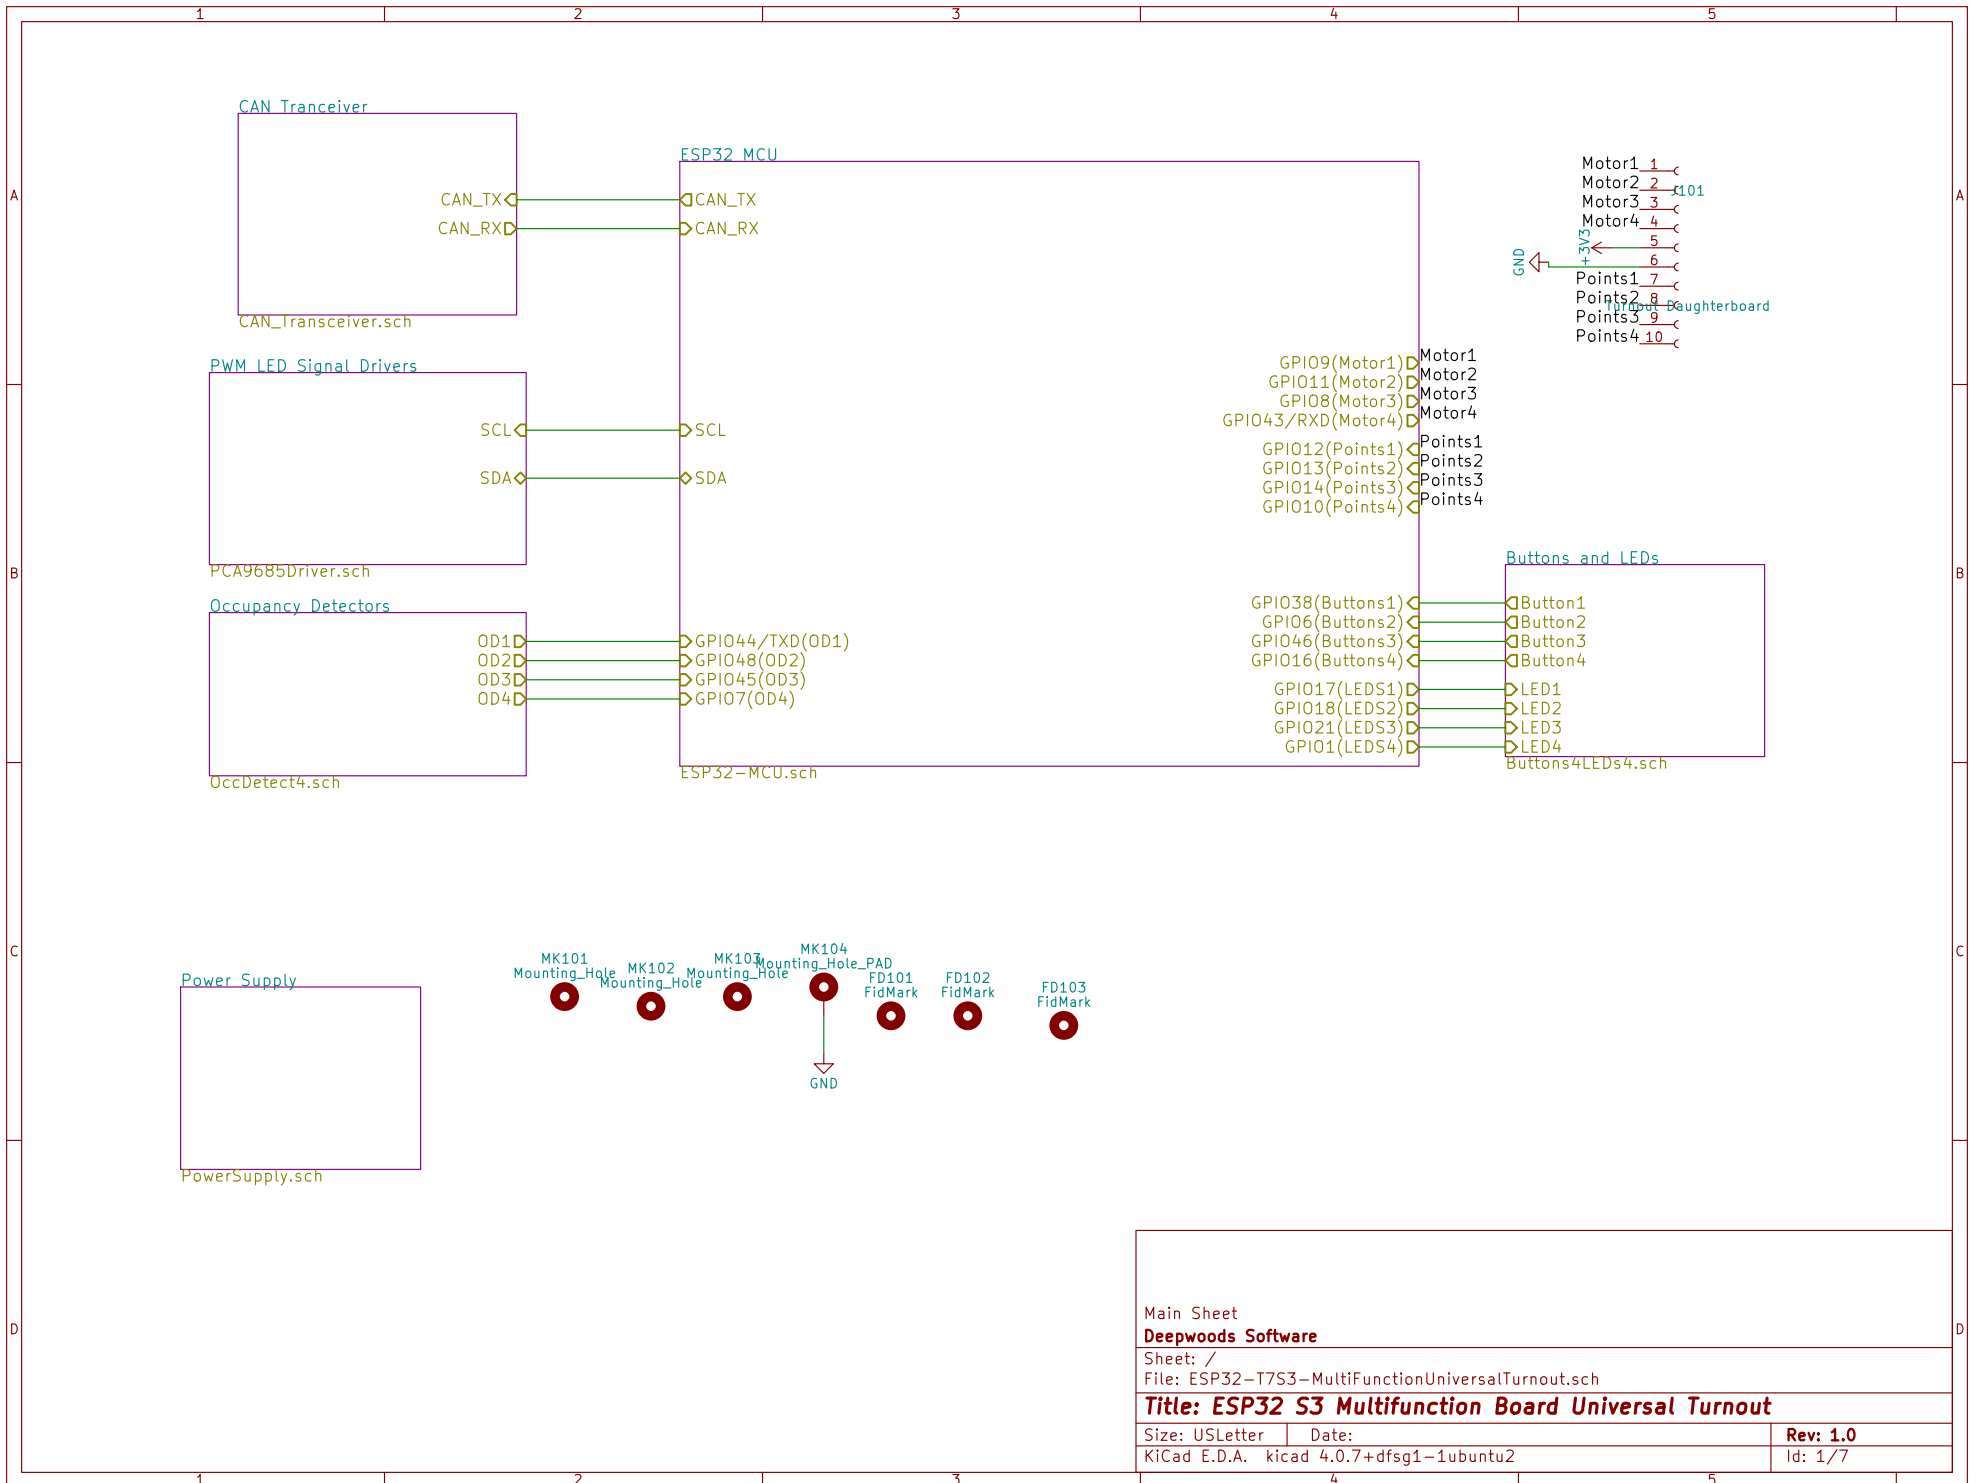 1 2 3 4 5
A
B
C
D
A
B
C
D
CAN Tranceiver
CAN_TX
CAN_RX
CAN_Transceiver.sch
PWM LED Signal Drivers
SCL
SDA
PCA9685Driver.sch
Occupancy Detectors
OD1
OD2
OD3
OD4
OccDetect4.sch
ESP32 MCU
CAN_TX
CAN_RX
SCL
SDA
GPIO44/TXD(OD1)
GPIO48(OD2)
GPIO45(OD3)
GPIO7(OD4)
GPIO9(Motor1) Motor1
GPIO11(Motor2) Motor2
GPIO8(Motor3) Motor3
GPIO43/RXD(Motor4) Motor4
GPIO12(Points1) Points1
GPIO13(Points2) Points2
GPIO14(Points3) Points3
GPIO10(Points4) Points4
GPIO38(Buttons1)
GPIO6(Buttons2)
GPIO46(Buttons3)
GPIO16(Buttons4)
GPIO17(LEDS1)
GPIO18(LEDS2)
GPIO21(LEDS3)
GPIO1(LEDS4)
ESP32-MCU.sch
Motor1 1
Motor2 2
J101
Motor3 3
Motor4 4
+3V3 5
GND 6
Points1 7
Points2 8
Turnout Daughterboard
Points3 9
Points4 10
Buttons and LEDs
Button1
Button2
Button3
Button4
LED1
LED2
LED3
LED4
Buttons4LEDs4.sch
Power Supply
PowerSupply.sch
MK101
Mounting_Hole
MK102
Mounting_Hole
MK103
Mounting_Hole
MK104
Mounting_Hole_PAD
GND
FD101
FidMark
FD102
FidMark
FD103
FidMark
Main Sheet
Deepwoods Software
Sheet: /
File: ESP32-T7S3-MultiFunctionUniversalTurnout.sch
Title: ESP32 S3 Multifunction Board Universal Turnout
Size: USLetter Date: Rev: 1.0
KiCad E.D.A. kicad 4.0.7+dfsg1-1ubuntu2 Id: 1/7
1 2 3 4 5